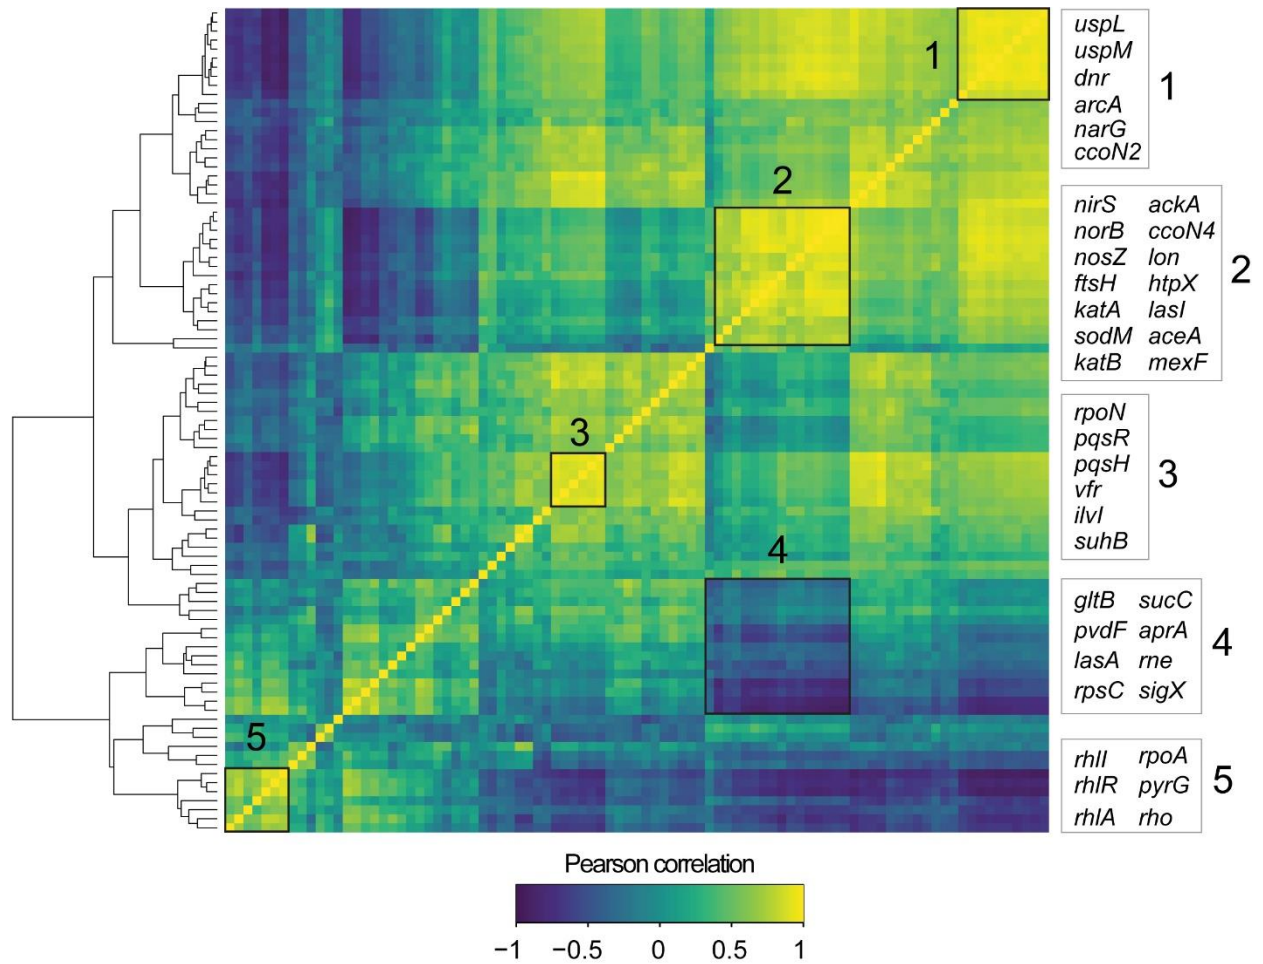 1
2
3
4
5
uspL
uspM
dnr
arcA
narG
ccoN2
1
nirS ackA
norB ccoN4
nosZ lon
ftsH htpX
katA lasI
sodM aceA
katB mexF
2
rpoN
pqsR
pqsH
vfr
ilvI
suhB
3
gltB sucC
pvdF aprA
lasA rne
rpsC sigX
4
rhlI rpoA
rhlR pyrG
rhlA rho
5
Pearson correlation
−1 −0.5 0 0.5 1